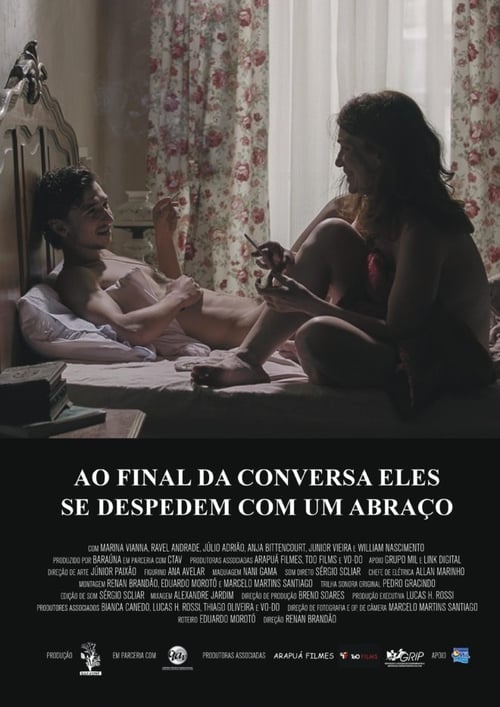 AO FINAL DA CONVERSA ELES
SE DESPEDEM COM UM ABRAÇO
COM MARINA VIANNA, RAVEL ANDRADE, JÚLIO ADRIÃO, ANJA BITTENCOURT, JUNIOR VIEIRA E WILLIAM NASCIMENTO
PRODUZIDO POR BARAÚNA EM PARCERIA COM CTAV PRODUTORAS ASSOCIADAS ARAPUÁ FILMES, TDO FILMS E VO-DO APOIO GRUPO MIL E LINK DIGITAL
DIREÇÃO DE ARTE JÚNIOR PAIXÃO FIGURINO ANA AVELAR MAQUIAGEM NANI GAMA SOM DIRETO SÉRGIO SCLIAR CHEFE DE ELÉTRICA ALLAN MARINHO
MONTAGEM RENAN BRANDÃO, EDUARDO MOROTÓ E MARCELO MARTINS SANTIAGO TRILHA SONORA ORIGINAL PEDRO GRACINDO
EDIÇÃO DE SOM SÉRGIO SCLIAR MIXAGEM ALEXANDRE JARDIM DIREÇÃO DE PRODUÇÃO BRENO SOARES PRODUÇÃO EXECUTIVA LUCAS H. ROSSI
PRODUTORES ASSOCIADOS BIANCA CANEDO, LUCAS H. ROSSI, THIAGO OLIVEIRA E VO-DO DIREÇÃO DE FOTOGRAFIA E OP. DE CÂMERA MARCELO MARTINS SANTIAGO
ROTEIRO EDUARDO MOROTÓ DIREÇÃO RENAN BRANDÃO
PRODUÇÃO EM PARCERIA COM PRODUTORAS ASSOCIADAS ARAPUÁ FILMES TDO FILMS GRIP APOIO